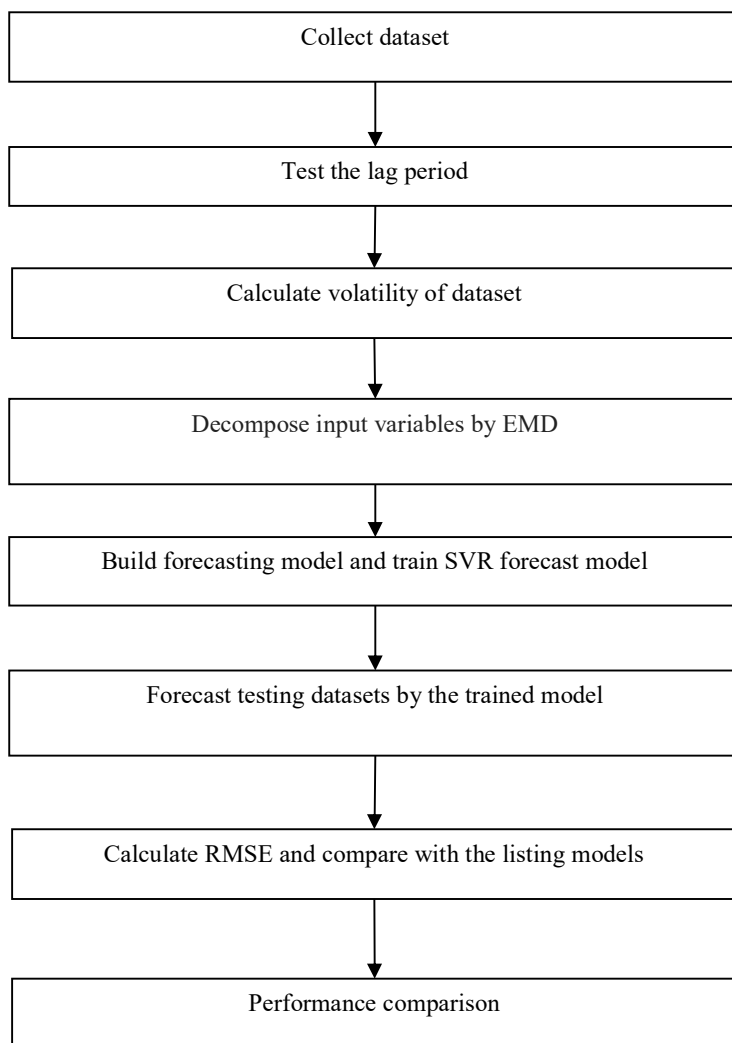 Collect dataset
Test the lag period
Calculate volatility of dataset
Decompose input variables by EMD
Build forecasting model and train SVR forecast model
Forecast testing datasets by the trained model
Calculate RMSE and compare with the listing models
Performance comparison